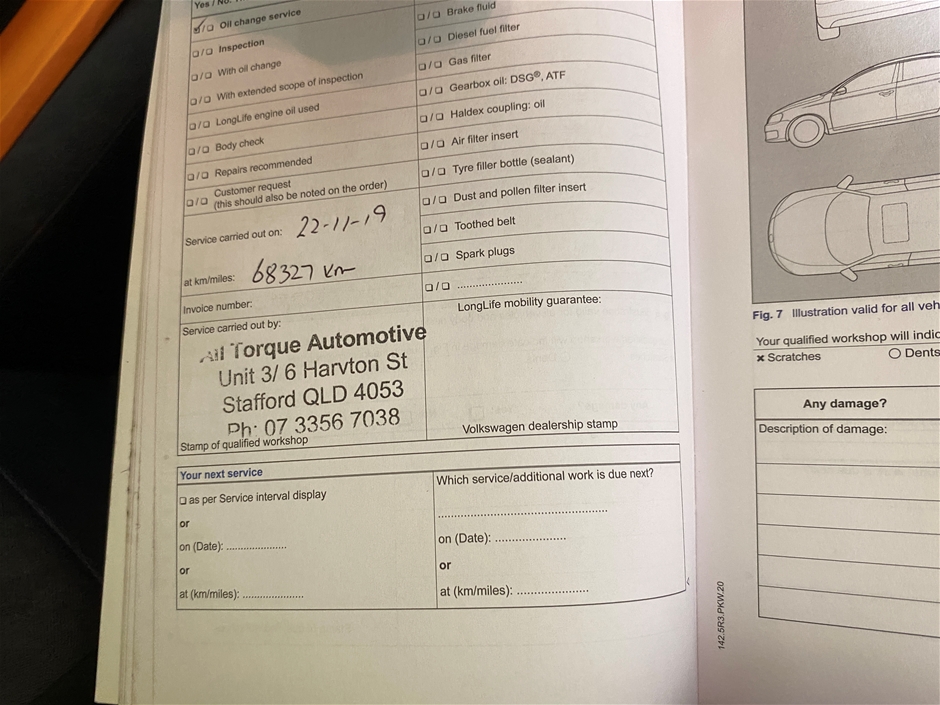 Yes / No.
☑/❏ Oil change service
❏/❏ Inspection
❏/❏ With oil change
❏/❏ With extended scope of inspection
❏/❏ LongLife engine oil used
❏/❏ Body check
❏/❏ Repairs recommended
❏/❏ Customer request
(this should also be noted on the order)
Service carried out on: 22-11-19
at km/miles: 68327 km
Invoice number:
Service carried out by:
All Torque Automotive
Unit 3/ 6 Harvton St
Stafford QLD 4053
Ph: 07 3356 7038
Stamp of qualified workshop
❏/❏ Brake fluid
❏/❏ Diesel fuel filter
❏/❏ Gas filter
❏/❏ Gearbox oil: DSG®, ATF
❏/❏ Haldex coupling: oil
❏/❏ Air filter insert
❏/❏ Tyre filler bottle (sealant)
❏/❏ Dust and pollen filter insert
❏/❏ Toothed belt
❏/❏ Spark plugs
❏/❏ ......................
LongLife mobility guarantee:
Volkswagen dealership stamp
Your next service
❏ as per Service interval display
or
on (Date): .....................
or
at (km/miles): .....................
Which service/additional work is due next?
..........................................................
on (Date): .........................
or
at (km/miles): .........................
142.5R3.PKW.20
Fig. 7 Illustration valid for all veh
Your qualified workshop will indic
✖ Scratches
○ Dents
Any damage?
Description of damage: